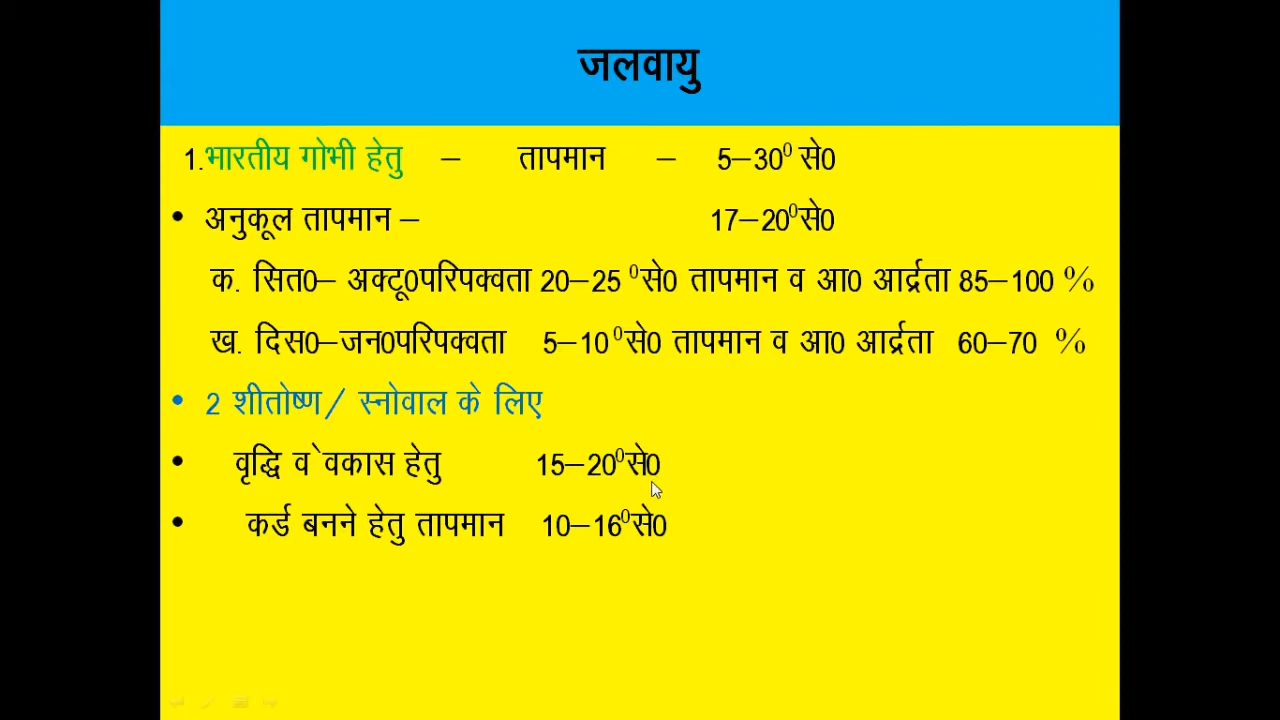 जलवायु
1.भारतीय गोभी हेतु – तापमान – 5–30⁰ से0
• अनुकूल तापमान – 17–20⁰से0
क. सित0– अक्टू0परिपक्वता 20–25 ⁰से0 तापमान व आ0 आर्द्रता 85–100 %
ख. दिस0–जन0परिपक्वता 5–10 ⁰से0 तापमान व आ0 आर्द्रता 60–70 %
• 2 शीतोष्ण/ स्नोवाल के लिए
• वृद्धि व ेवकास हेतु 15–20⁰से0
• कर्ड बनने हेतु तापमान 10–16⁰से0